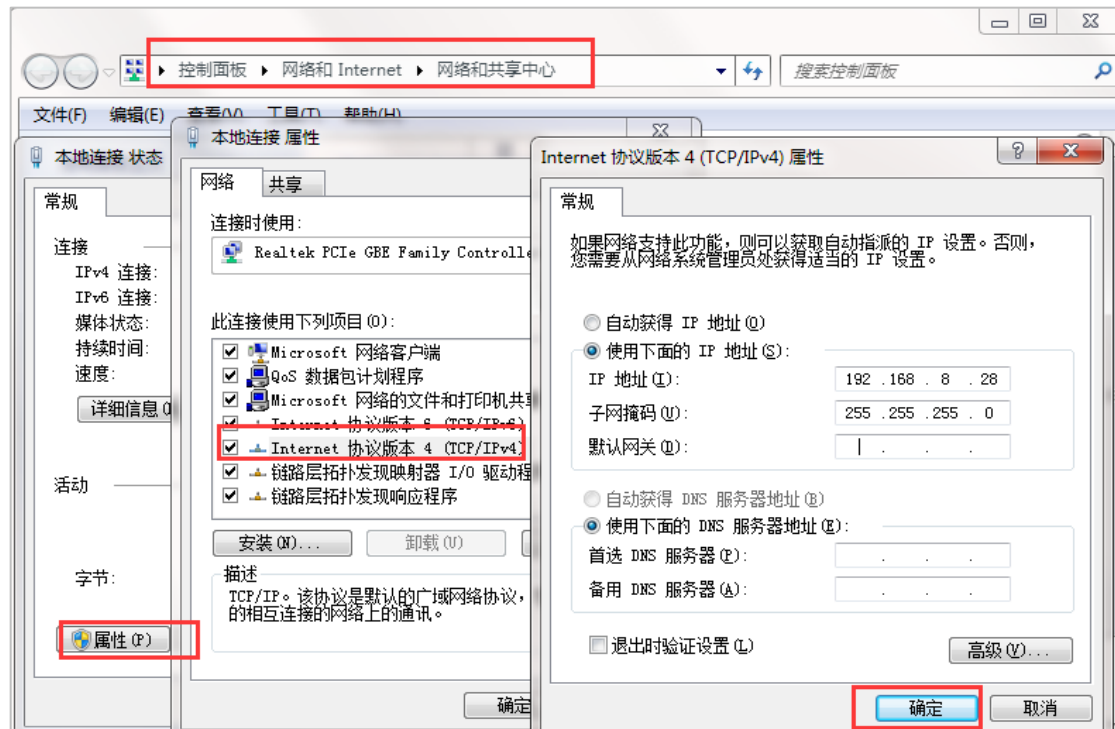 控制面板 ▸ 网络和 Internet ▸ 网络和共享中心
搜索控制面板
文件(F) 编辑(E) 查看(V) 工具(T) 帮助(H)
本地连接 状态
常规
连接
IPv4 连接:
IPv6 连接:
媒体状态:
持续时间:
速度:
详细信息
活动
字节:
属性(P)
本地连接 属性
网络
共享
连接时使用:
Realtek PCIe GBE Family Controlle
此连接使用下列项目(O):
Microsoft 网络客户端
QoS 数据包计划程序
Microsoft 网络的文件和打印机共享
Internet 协议版本 6 (TCP/IPv6)
Internet 协议版本 4 (TCP/IPv4)
链路层拓扑发现映射器 I/O 驱动程
链路层拓扑发现响应程序
安装(N)...
卸载(U)
描述
TCP/IP。该协议是默认的广域网络协议，
的相互连接的网络上的通讯。
确定
Internet 协议版本 4 (TCP/IPv4) 属性
常规
如果网络支持此功能，则可以获取自动指派的 IP 设置。否则，
您需要从网络系统管理员处获得适当的 IP 设置。
自动获得 IP 地址(O)
使用下面的 IP 地址(S):
IP 地址(I): 192 .168 . 8 . 28
子网掩码(U): 255 .255 .255 . 0
默认网关(D): . . .
自动获得 DNS 服务器地址(B)
使用下面的 DNS 服务器地址(E):
首选 DNS 服务器(P): . . .
备用 DNS 服务器(A): . . .
退出时验证设置(L)
高级(V)...
确定
取消